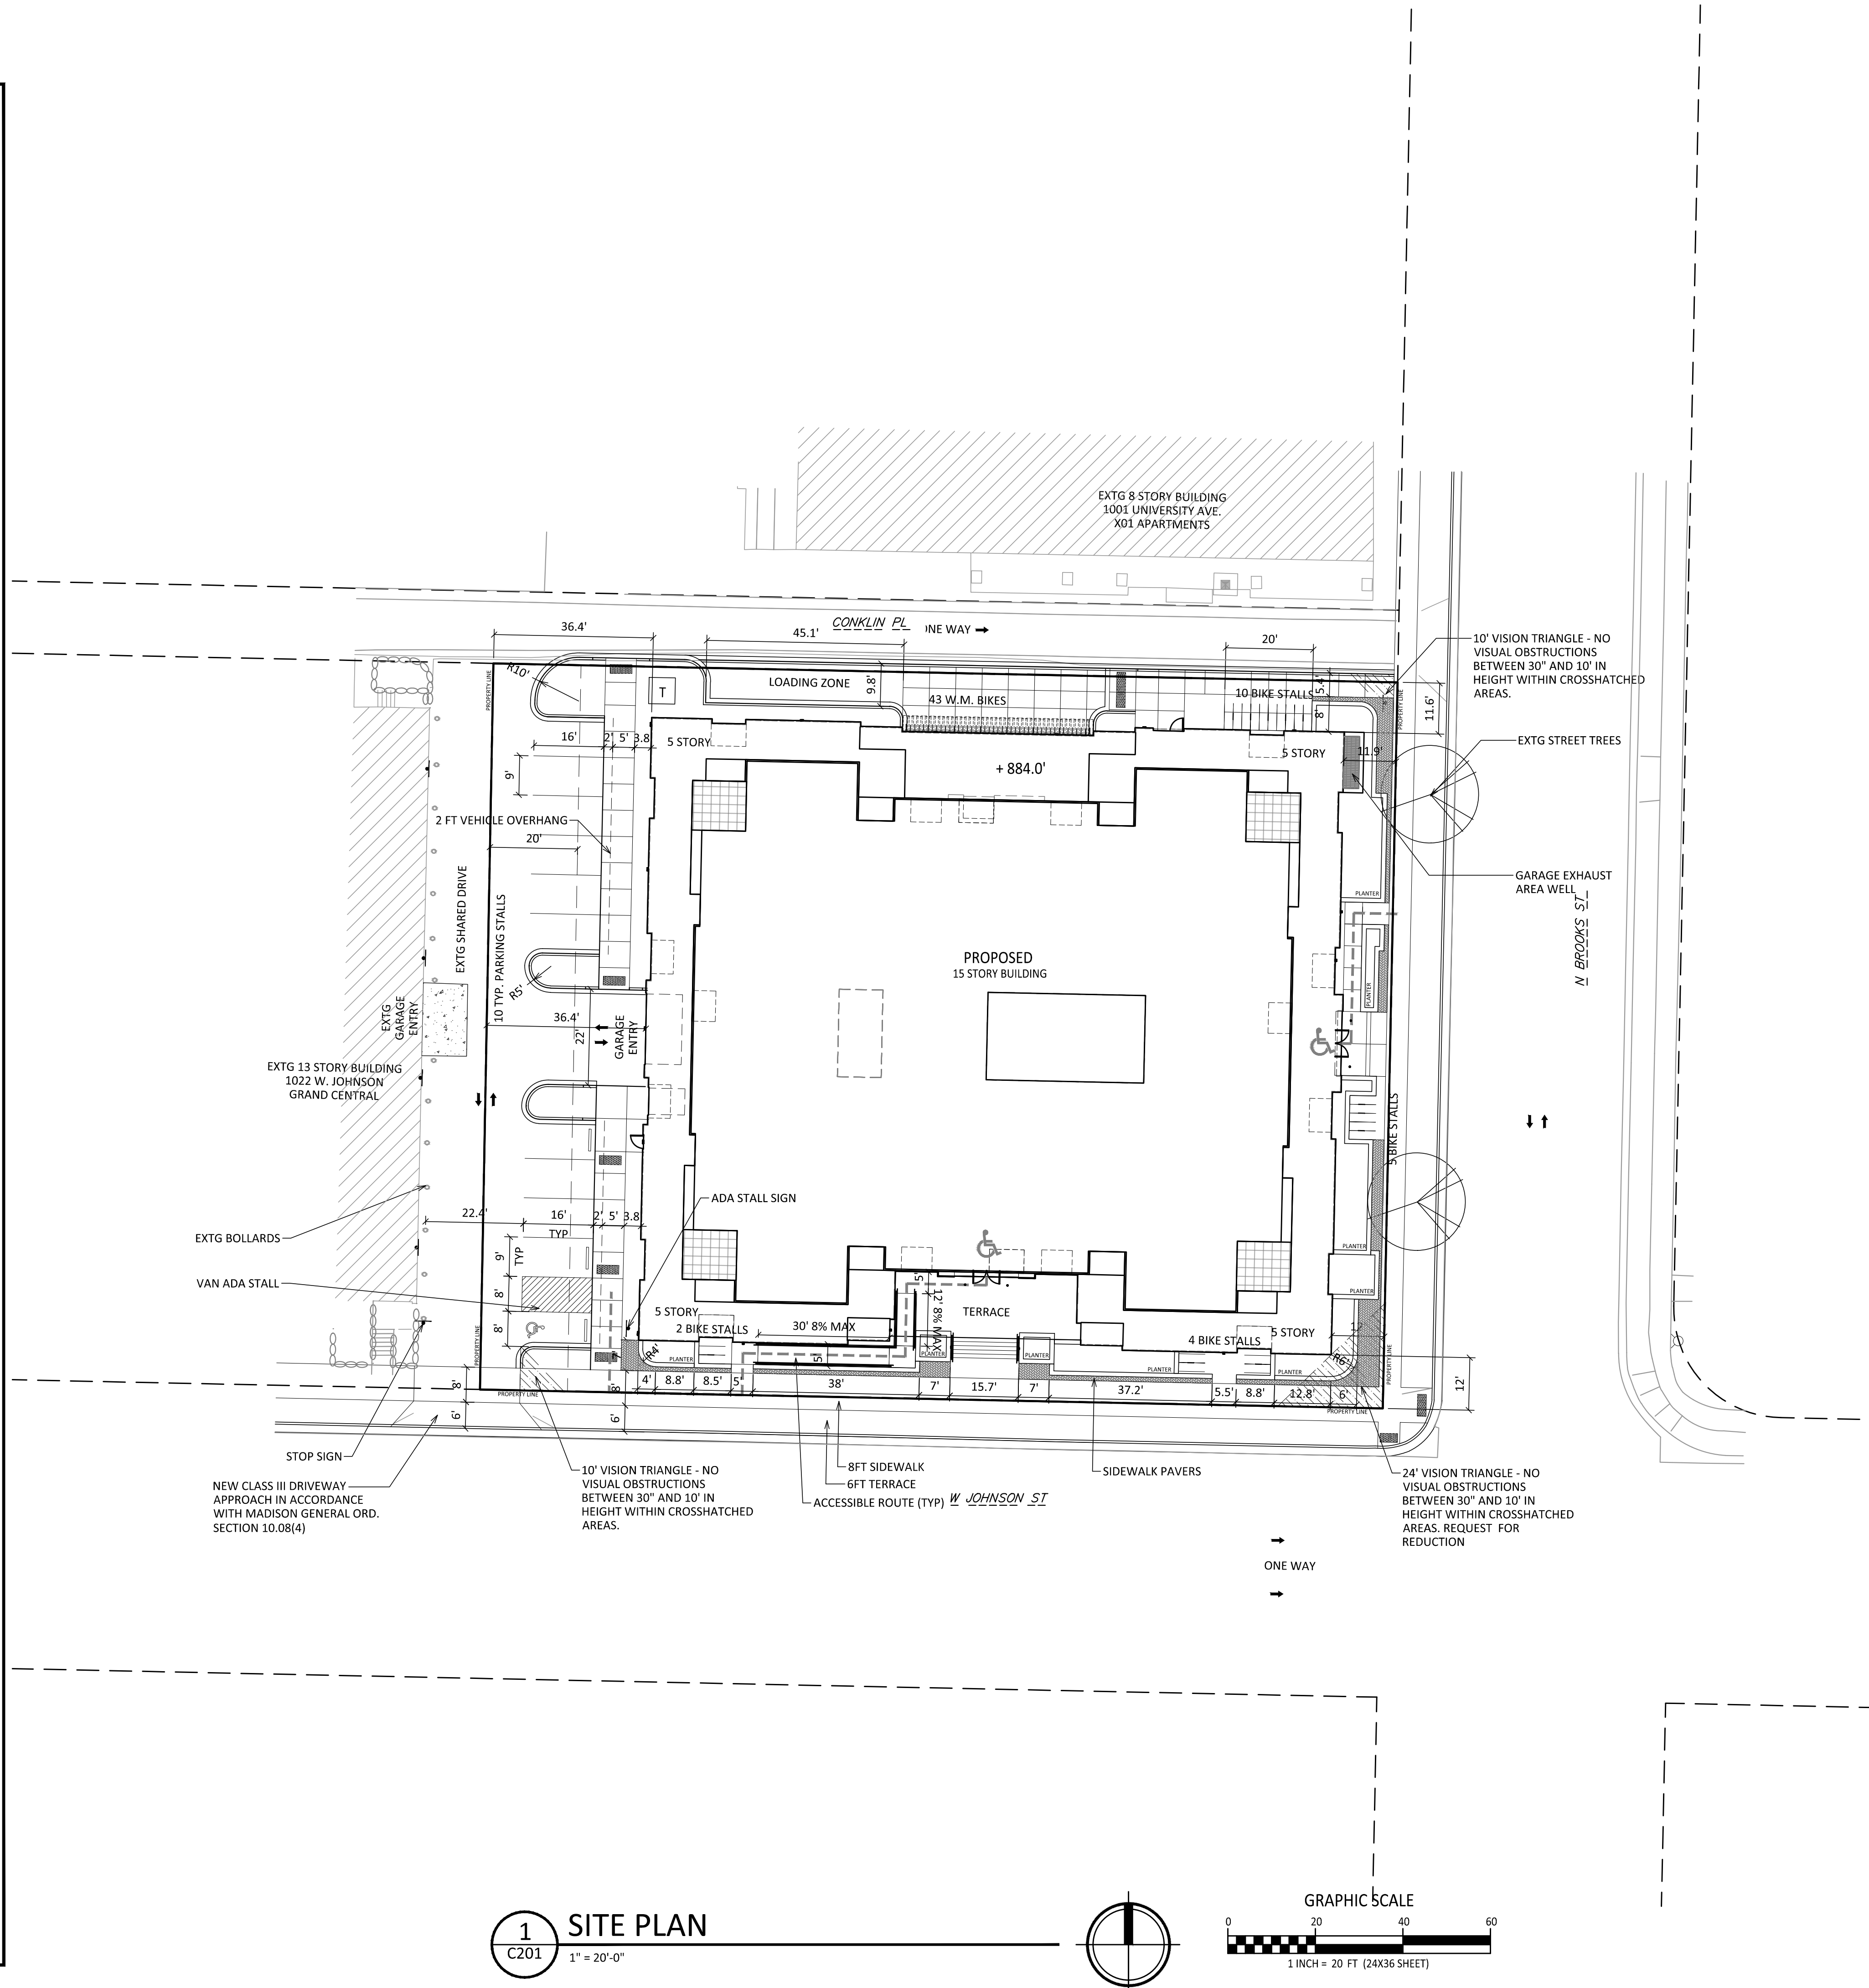 EXTG 8 STORY BUILDING
1001 UNIVERSITY AVE.
X01 APARTMENTS
CONKLIN PL
NE WAY
36.4'
45.1'
20'
10' VISION TRIANGLE - NO
VISUAL OBSTRUCTIONS
BETWEEN 30" AND 10' IN
HEIGHT WITHIN CROSSHATCHED
AREAS.
PROPERTY LINE
R10'
T
LOADING ZONE
9.8'
43 W.M. BIKES
10 BIKE STALLS
5.4'
8'
PROPERTY LINE
11.6'
16'
2'
5'
3.8
5 STORY
+ 884.0'
5 STORY
11.9'
EXTG STREET TREES
9'
2 FT VEHICLE OVERHANG
20'
EXTG SHARED DRIVE
10 TYP. PARKING STALLS
PLANTER
GARAGE EXHAUST
AREA WELL
N BROOKS ST
PROPOSED
15 STORY BUILDING
R5'
PLANTER
EXTG
GARAGE
ENTRY
36.4'
22'
GARAGE
ENTRY
EXTG 13 STORY BUILDING
1022 W. JOHNSON
GRAND CENTRAL
5 BIKE STALLS
ADA STALL SIGN
22.4'
16'
TYP
2'
5'
3.8
EXTG BOLLARDS
9'
TYP
PLANTER
VAN ADA STALL
8'
8'
PLANTER
5'
12' 8% MAX
TERRACE
5 STORY
2 BIKE STALLS
30' 8% MAX
4 BIKE STALLS
5 STORY
12'
PROPERTY LINE
7'
R4'
PLANTER
5'
PLANTER
PLANTER
PLANTER
PLANTER
R6'
PROPERTY LINE
8'
PROPERTY LINE
8'
4'
8.8'
8.5'
5'
38'
7'
15.7'
7'
37.2'
5.5'
8.8'
12.8'
6'
12'
6'
6'
PROPERTY LINE
STOP SIGN
10' VISION TRIANGLE - NO
VISUAL OBSTRUCTIONS
BETWEEN 30" AND 10' IN
HEIGHT WITHIN CROSSHATCHED
AREAS.
8FT SIDEWALK
6FT TERRACE
ACCESSIBLE ROUTE (TYP)
W JOHNSON ST
SIDEWALK PAVERS
24' VISION TRIANGLE - NO
VISUAL OBSTRUCTIONS
BETWEEN 30" AND 10' IN
HEIGHT WITHIN CROSSHATCHED
AREAS. REQUEST FOR
REDUCTION
NEW CLASS III DRIVEWAY
APPROACH IN ACCORDANCE
WITH MADISON GENERAL ORD.
SECTION 10.08(4)
ONE WAY
1
C201
SITE PLAN
1" = 20'-0"
GRAPHIC SCALE
0
20
40
60
1 INCH = 20 FT (24X36 SHEET)